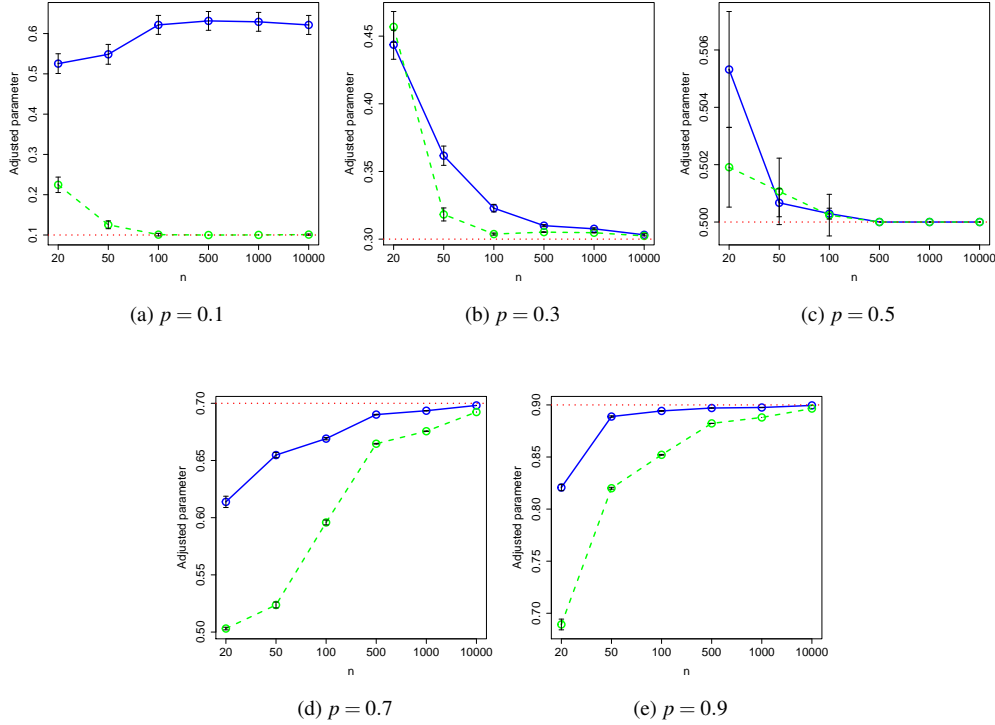 Adjusted parameter
0.1 0.2 0.3 0.4 0.5 0.6
20 50 100 500 1000 10000
n
(a) p = 0.1
Adjusted parameter
0.30 0.35 0.40 0.45
20 50 100 500 1000 10000
n
(b) p = 0.3
Adjusted parameter
0.500 0.502 0.504 0.506
20 50 100 500 1000 10000
n
(c) p = 0.5
Adjusted parameter
0.50 0.55 0.60 0.65 0.70
20 50 100 500 1000 10000
n
(d) p = 0.7
Adjusted parameter
0.70 0.75 0.80 0.85 0.90
20 50 100 500 1000 10000
n
(e) p = 0.9